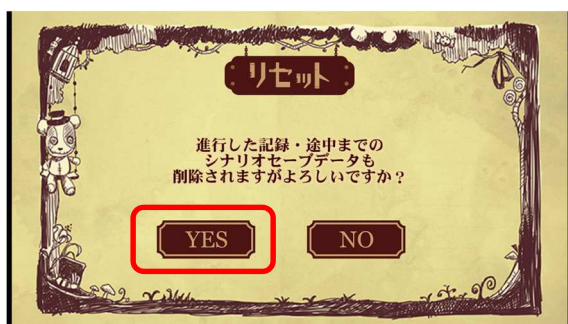 リセット
進行した記録・途中までの
シナリオセーブデータも
削除されますがよろしいですか？
YES
NO